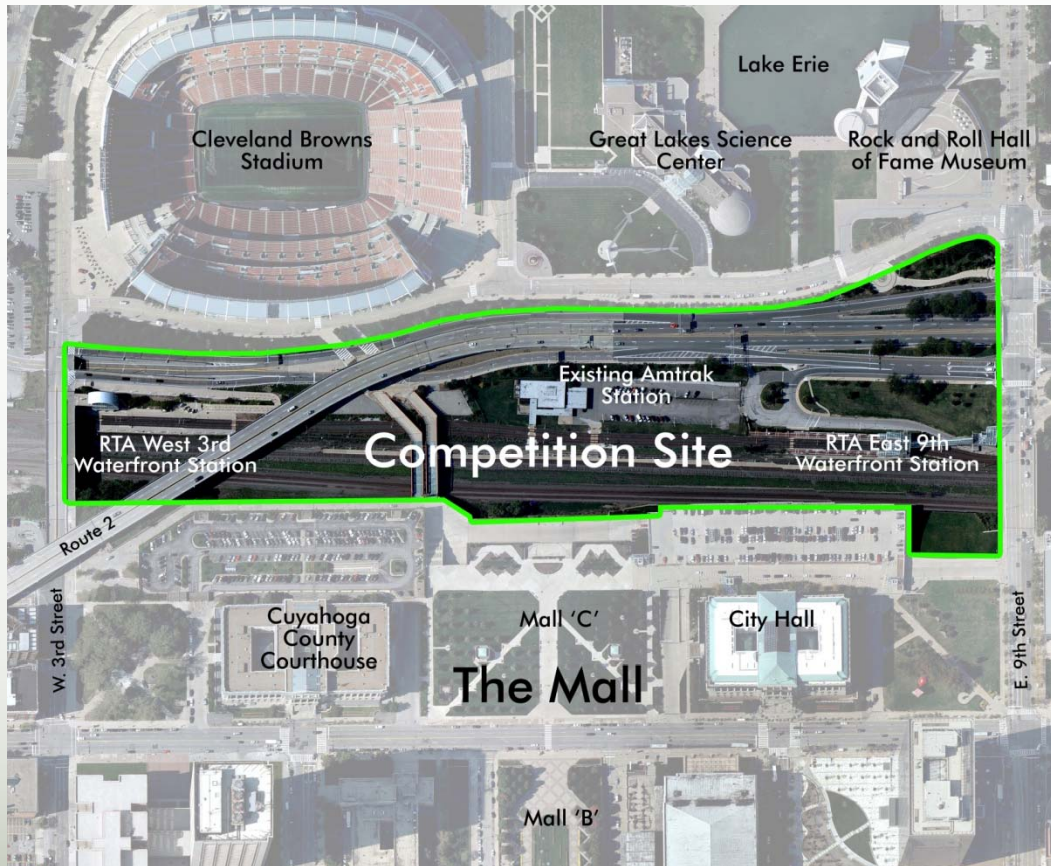 Lake Erie
Cleveland Browns
Stadium
Great Lakes Science
Center
Rock and Roll Hall
of Fame Museum
Existing Amtrak
Station
RTA West 3rd
Waterfront Station
Competition Site
RTA East 9th
Waterfront Station
Route 2
W. 3rd Street
Cuyahoga
County
Courthouse
Mall ‘C’
City Hall
The Mall
E. 9th Street
Mall ‘B’